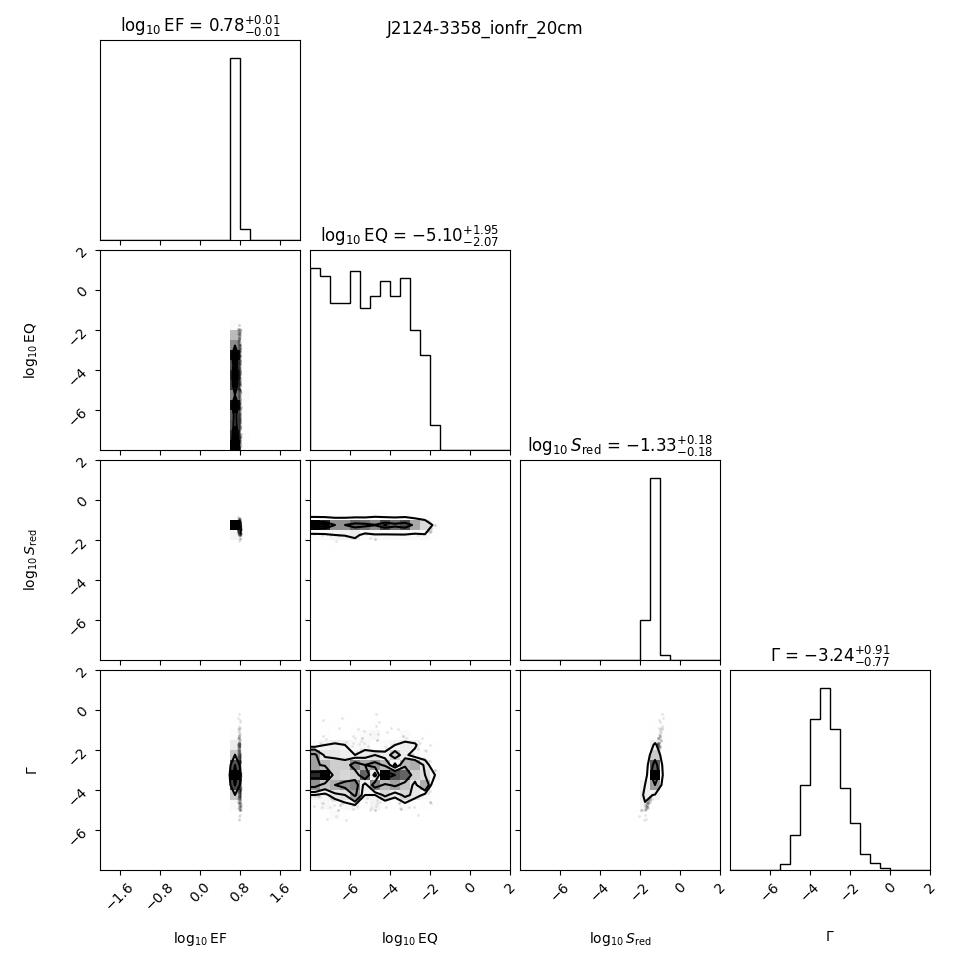 J2124-3358_ionfr_20cm
log₁₀ EF = 0.78+0.01−0.01
log₁₀ EQ = −5.10+1.95−2.07
2
0
−2
−4
−6
log₁₀ EQ
log₁₀ Sred = −1.33+0.18−0.18
2
0
−2
−4
−6
log₁₀ Sred
Γ = −3.24+0.91−0.77
2
0
−2
−4
−6
Γ
−1.6 −0.8 0.0 0.8 1.6 −6 −4 −2 0 2 −6 −4 −2 0 2 −6 −4 −2 0 2
log₁₀ EF log₁₀ EQ log₁₀ Sred Γ